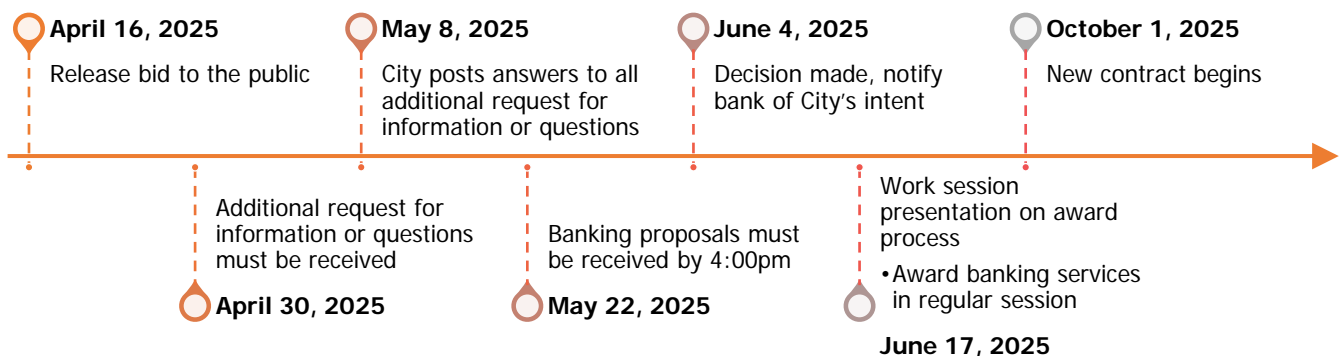 April 16, 2025
Release bid to the public
May 8, 2025
City posts answers to all
additional request for
information or questions
June 4, 2025
Decision made, notify
bank of City's intent
October 1, 2025
New contract begins
Additional request for
information or questions
must be received
April 30, 2025
Banking proposals must
be received by 4:00pm
May 22, 2025
Work session
presentation on award
process
•Award banking services
in regular session
June 17, 2025